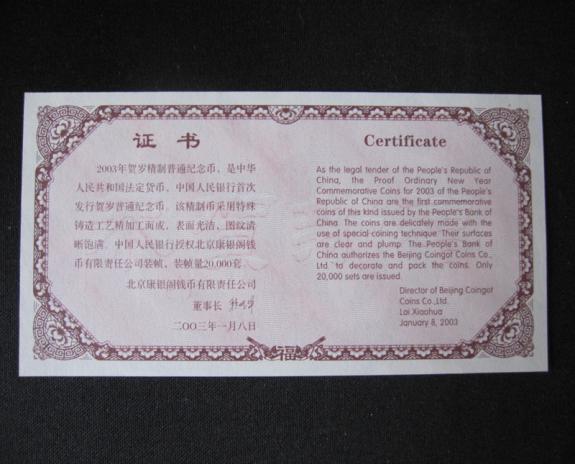 证 书
2003年贺岁精制普通纪念币，是中华
人民共和国法定货币，中国人民银行首次
发行贺岁普通纪念币。该精制币采用特殊
铸造工艺精加工而成，表面光洁、图纹清
晰饱满。中国人民银行授权北京康银阁钱
币有限责任公司装帧，装帧量20,000套。
北京康银阁钱币有限责任公司
董事长
二〇〇三年一月八日
Certificate
As the legal tender of the People's Republic of
China, the Proof Ordinary New Year
Commemorative Coins for 2003 of the People's
Republic of China are the first commemorative
coins of this kind issued by the People's Bank of
China. The coins are delicately made with the
use of special coining technique. Their surfaces
are clear and plump. The People's Bank of
China authorizes the Beijing Coingot Coins Co.,
Ltd. to decorate and pack the coins. Only
20,000 sets are issued.
Director of Beijing Coingot
Coins Co.,Ltd.
Lai Xiaohua
January 8, 2003
福